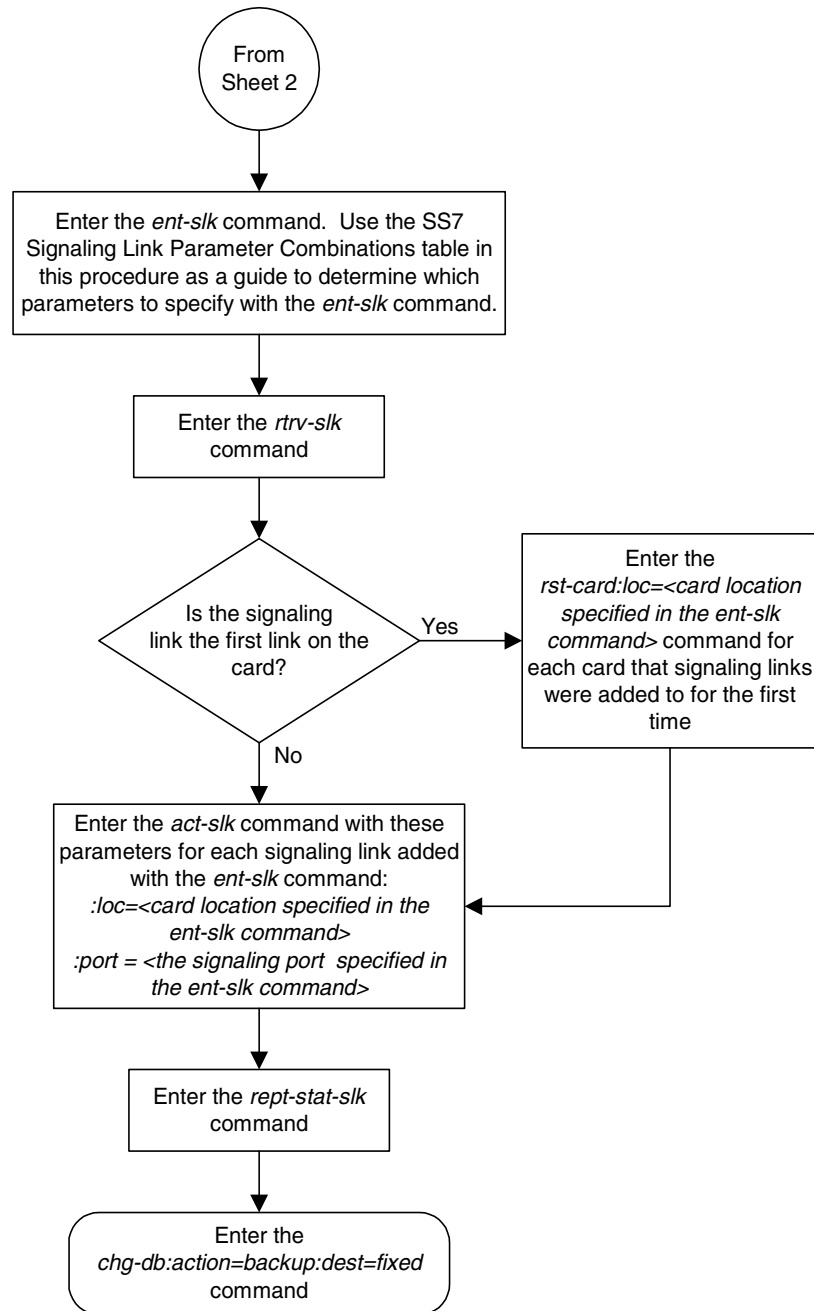 From
Sheet 2
Enter the ent-slk command.  Use the SS7
Signaling Link Parameter Combinations table in
this procedure as a guide to determine which
parameters to specify with the ent-slk command.
Enter the rtrv-slk
command
Is the signaling
link the first link on the
card?
Yes
Enter the
rst-card:loc=<card location
specified in the ent-slk
command> command for
each card that signaling links
were added to for the first
time
No
Enter the act-slk command with these
parameters for each signaling link added
with the ent-slk command:
:loc=<card location specified in the
ent-slk command>
:port = <the signaling port  specified in
the ent-slk command>
Enter the rept-stat-slk
command
Enter the
chg-db:action=backup:dest=fixed
command